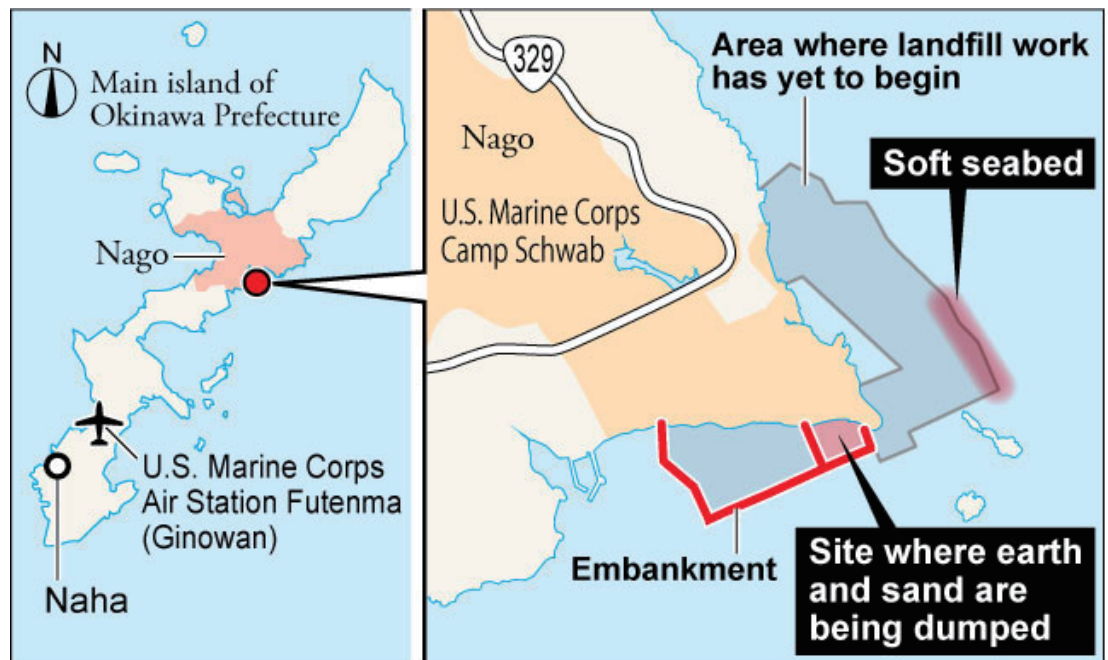 N
Main island of
Okinawa Prefecture
Nago
U.S. Marine Corps
Air Station Futenma
(Ginowan)
Naha
329
Nago
U.S. Marine Corps
Camp Schwab
Area where landfill work
has yet to begin
Soft seabed
Embankment
Site where earth
and sand are
being dumped